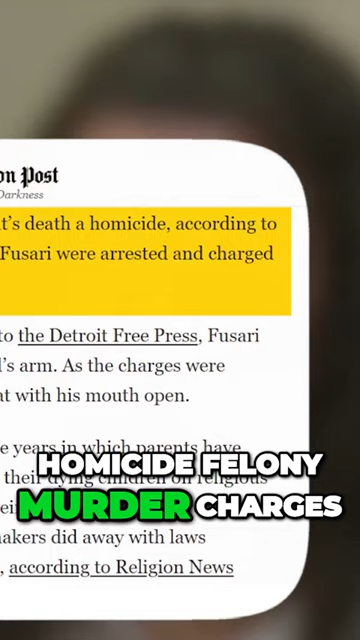 on Post
Darkness
t's death a homicide, according to
Fusari were arrested and charged
to the Detroit Free Press, Fusari
l's arm. As the charges were
at with his mouth open.
e years in which parents have
their dying children on religious
HOMICIDE FELONY
MURDER CHARGES
akers did away with laws
, according to Religion News